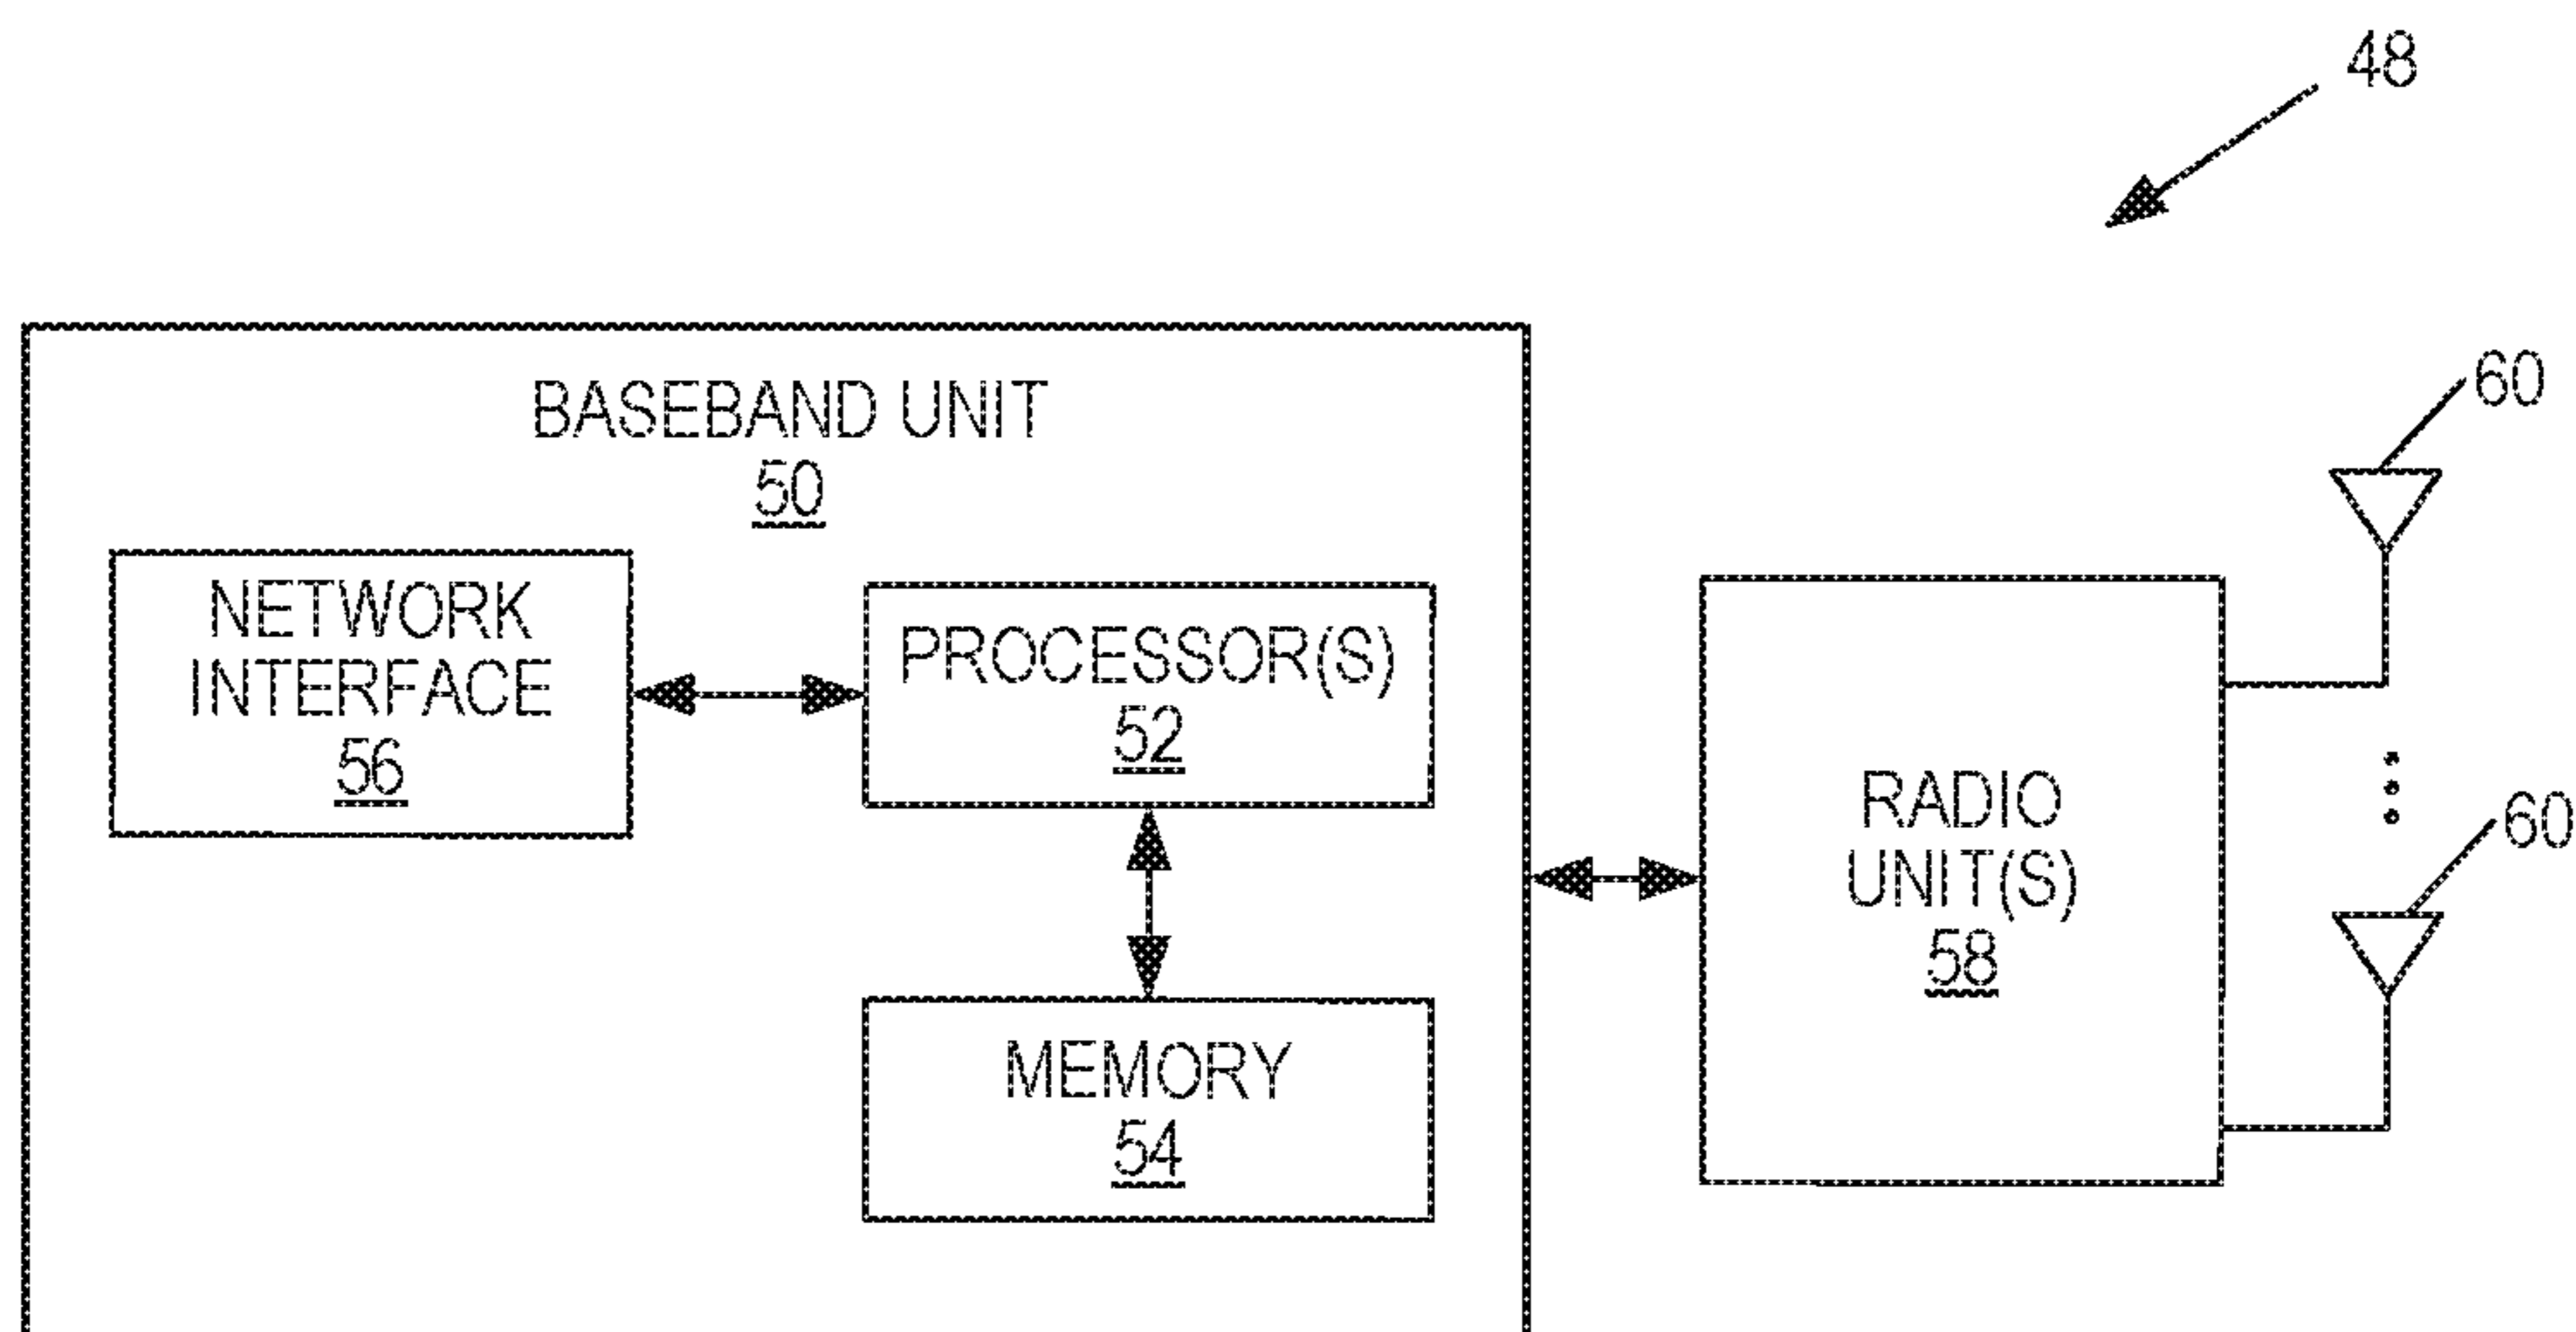 48
BASEBAND UNIT
50
NETWORK
INTERFACE
56
PROCESSOR(S)
52
MEMORY
54
RADIO
UNIT(S)
58
60
60